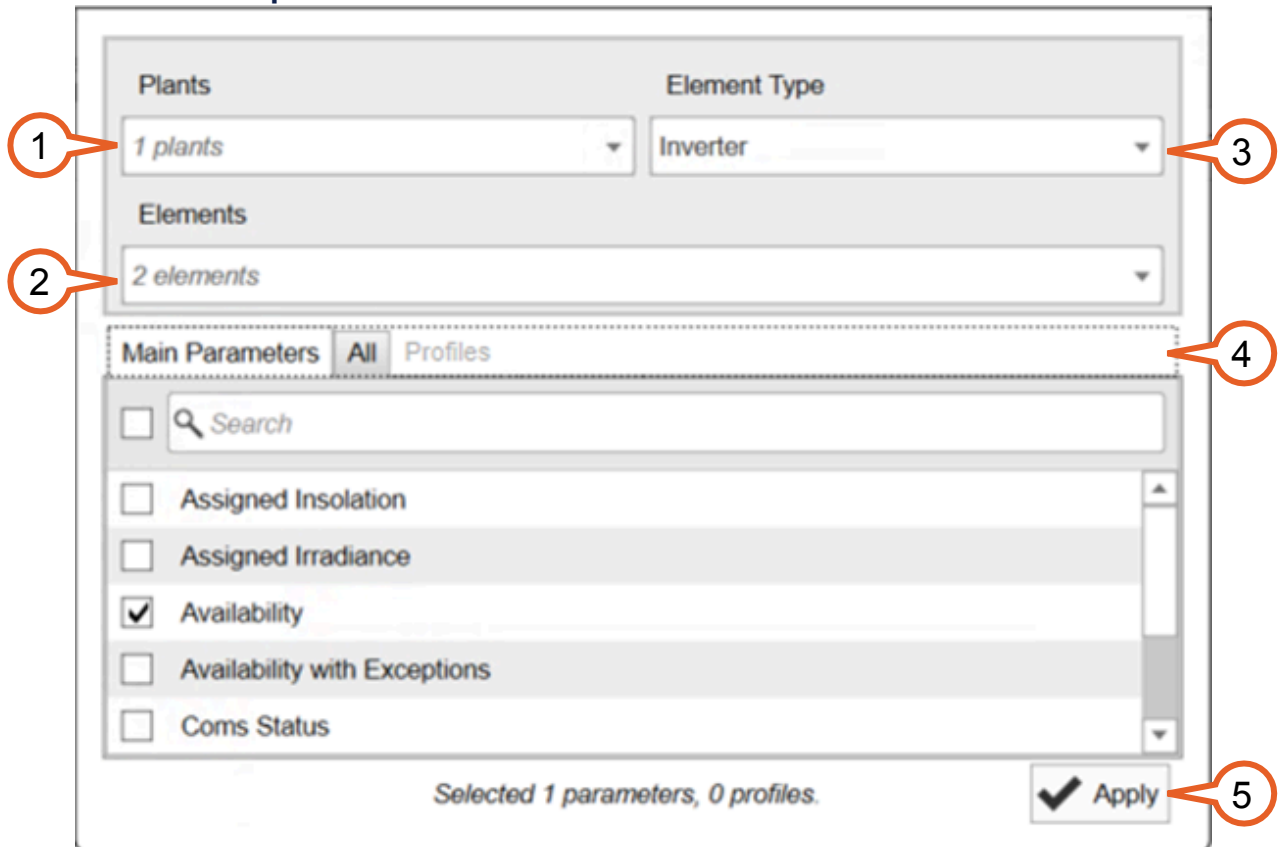 Plants
Element Type
1
1 plants
Inverter
3
Elements
2
2 elements
Main Parameters All Profiles
4
Search
Assigned Insolation
Assigned Irradiance
Availability
Availability with Exceptions
Coms Status
Selected 1 parameters, 0 profiles.
Apply
5